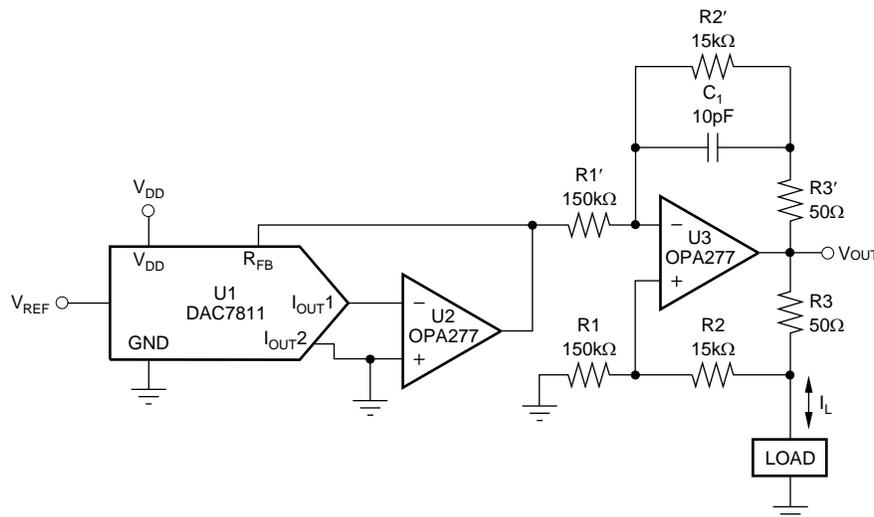 R2′
15kΩ
C1
10pF
VDD
R1′
150kΩ
R3′
50Ω
VDD
RFB
U3
OPA277
VOUT
VREF
U1
DAC7811
IOUT1
U2
OPA277
R3
50Ω
GND
IOUT2
R1
150kΩ
R2
15kΩ
IL
LOAD